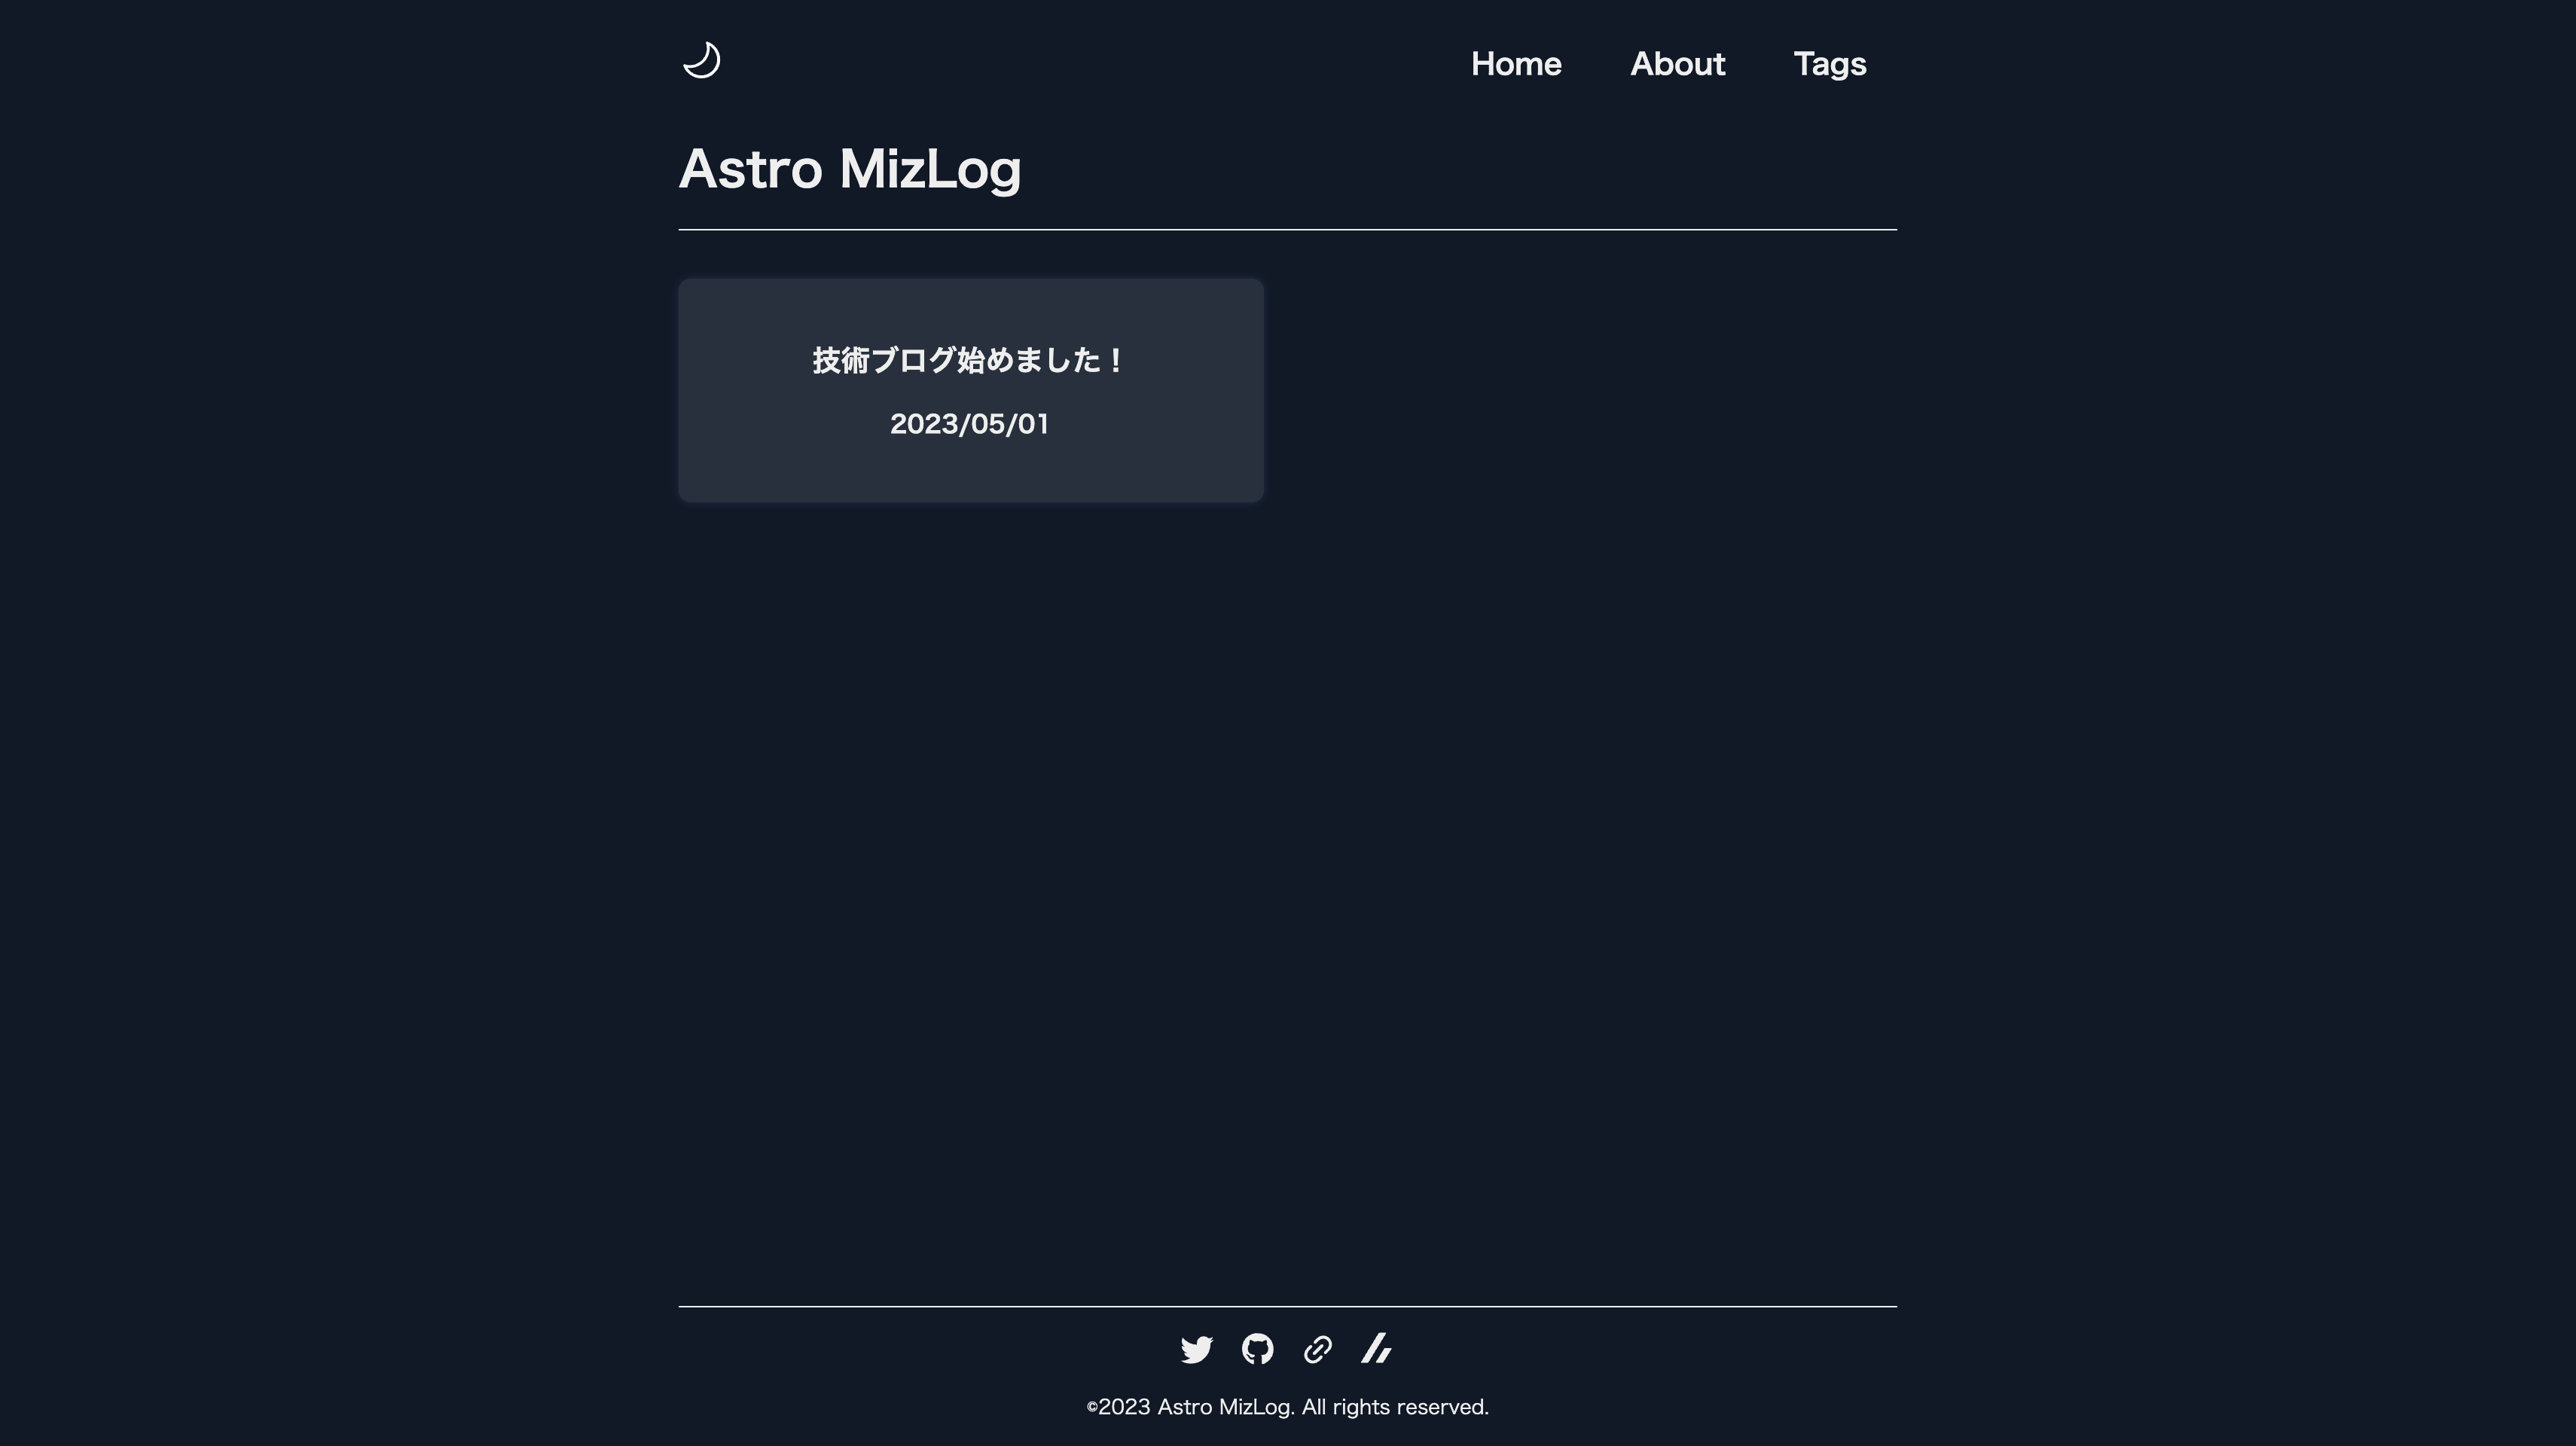 Home About Tags
Astro MizLog
技術ブログ始めました！
2023/05/01
©2023 Astro MizLog. All rights reserved.